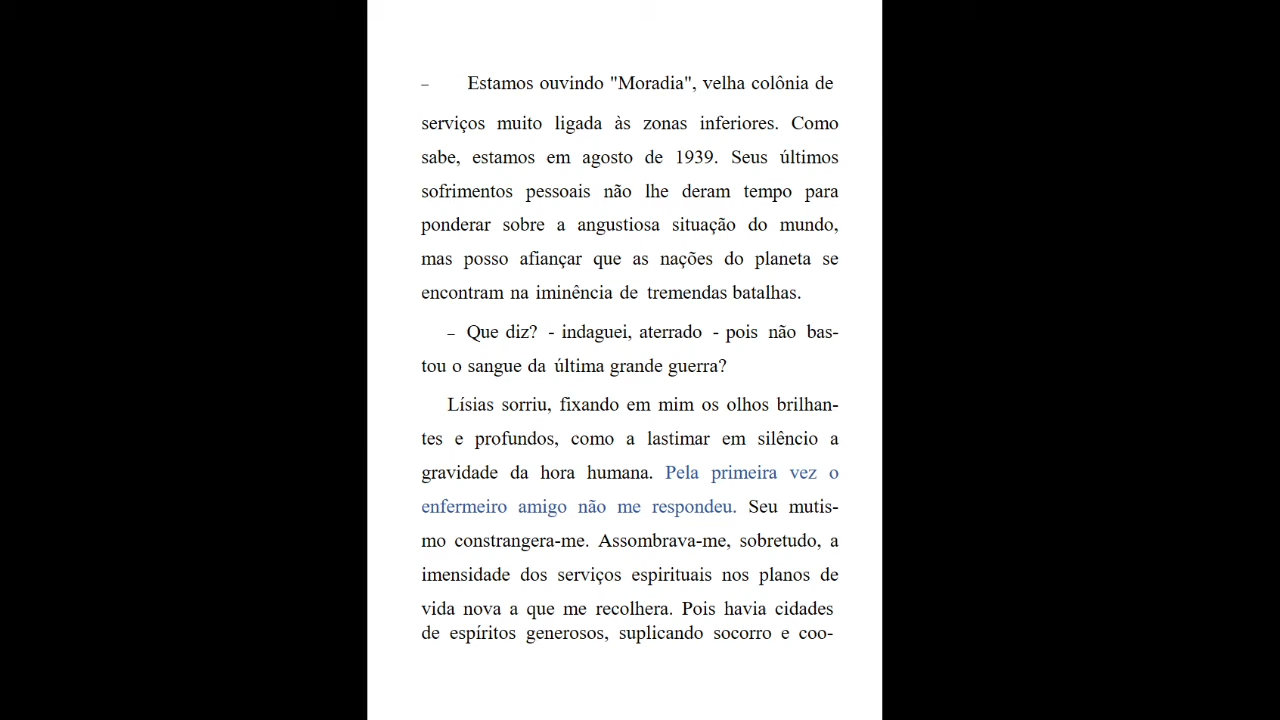 – Estamos ouvindo "Moradia", velha colônia de
serviços muito ligada às zonas inferiores. Como
sabe, estamos em agosto de 1939. Seus últimos
sofrimentos pessoais não lhe deram tempo para
ponderar sobre a angustiosa situação do mundo,
mas posso afiançar que as nações do planeta se
encontram na iminência de tremendas batalhas.
– Que diz? - indaguei, aterrado - pois não bas-
tou o sangue da última grande guerra?
Lísias sorriu, fixando em mim os olhos brilhan-
tes e profundos, como a lastimar em silêncio a
gravidade da hora humana. Pela primeira vez o
enfermeiro amigo não me respondeu. Seu mutis-
mo constrangera-me. Assombrava-me, sobretudo, a
imensidade dos serviços espirituais nos planos de
vida nova a que me recolhera. Pois havia cidades
de espíritos generosos, suplicando socorro e coo-